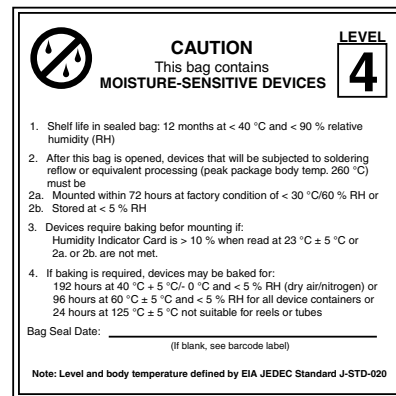 LEVEL
4
CAUTION
This bag contains
MOISTURE-SENSITIVE DEVICES
1. Shelf life in sealed bag: 12 months at < 40 °C and < 90 % relative
humidity (RH)
2. After this bag is opened, devices that will be subjected to soldering
reflow or equivalent processing (peak package body temp. 260 °C)
must be
2a. Mounted within 72 hours at factory condition of < 30 °C/60 % RH or
2b. Stored at < 5 % RH
3. Devices require baking befor mounting if:
Humidity Indicator Card is > 10 % when read at 23 °C ± 5 °C or
2a. or 2b. are not met.
4. If baking is required, devices may be baked for:
192 hours at 40 °C + 5 °C/- 0 °C and < 5 % RH (dry air/nitrogen) or
96 hours at 60 °C ± 5 °C and < 5 % RH for all device containers or
24 hours at 125 °C ± 5 °C not suitable for reels or tubes
Bag Seal Date:
(If blank, see barcode label)
Note: Level and body temperature defined by EIA JEDEC Standard J-STD-020